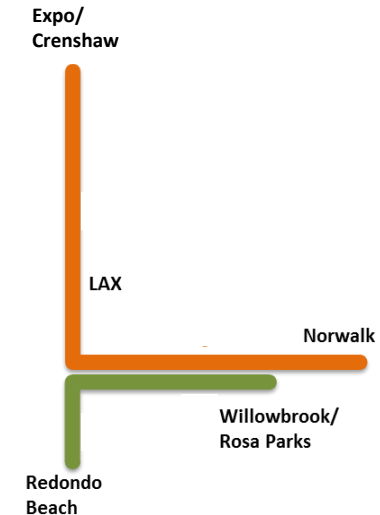 Expo/
Crenshaw
LAX
Norwalk
Willowbrook/
Rosa Parks
Redondo
Beach